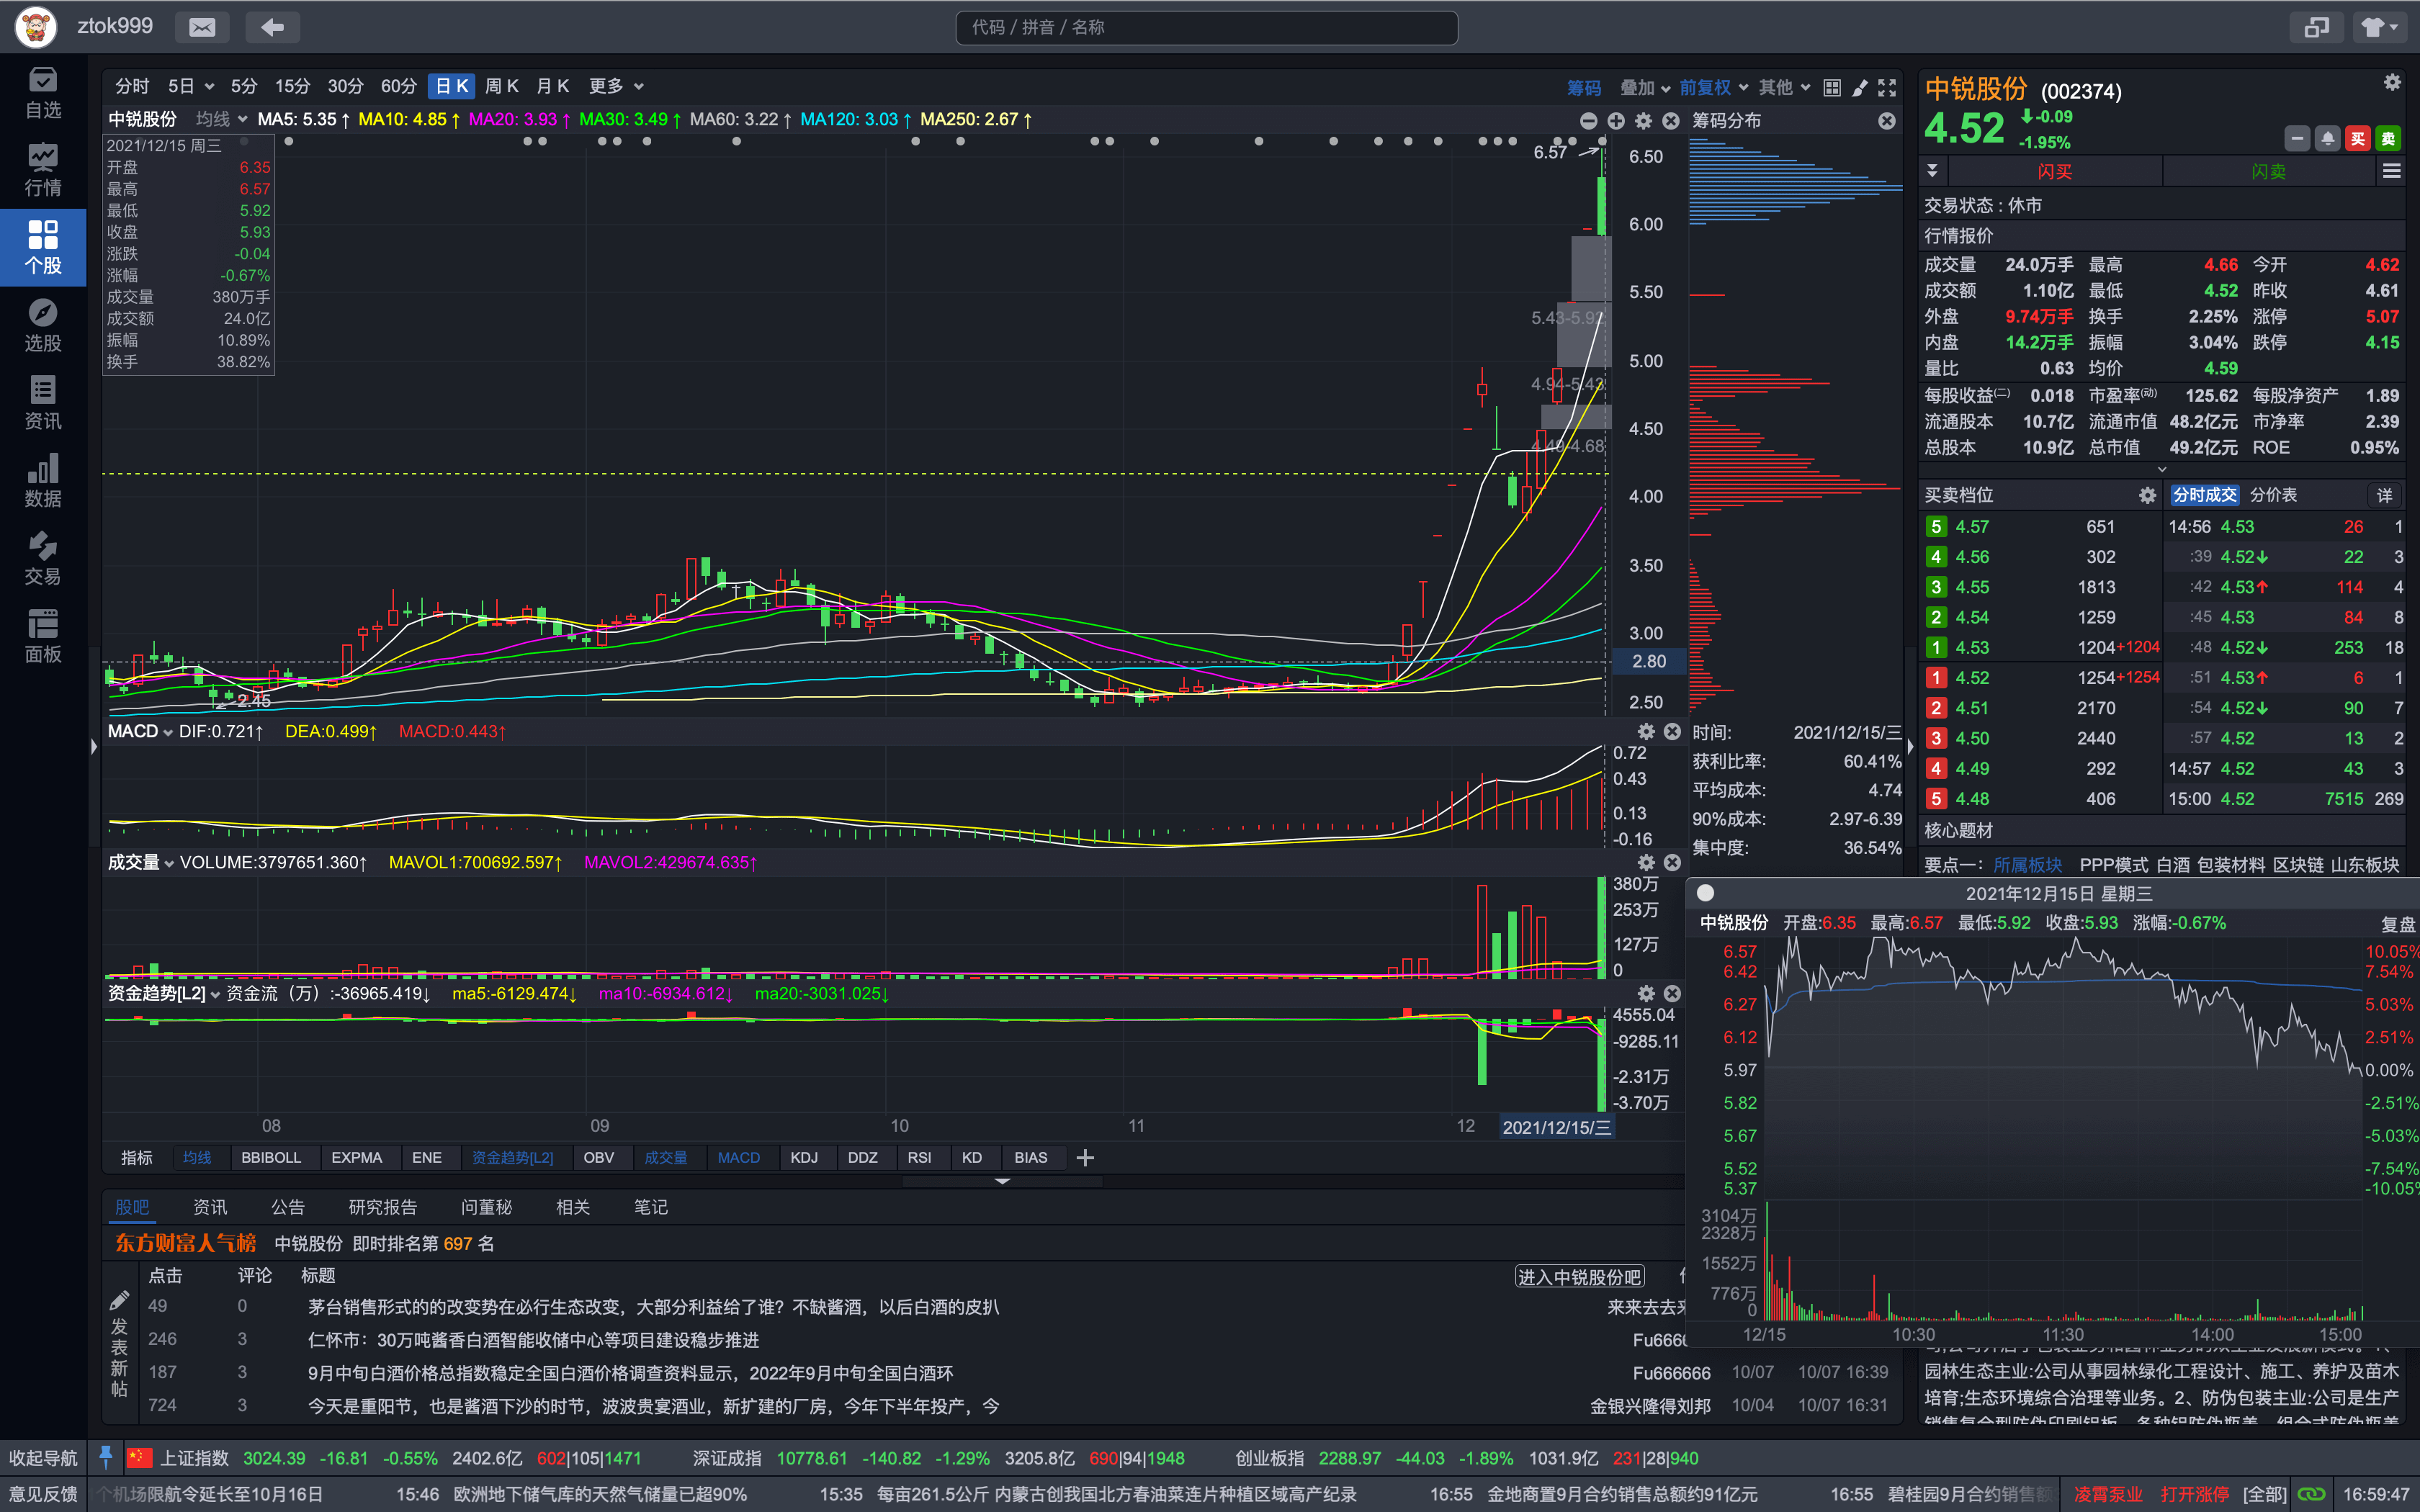 ztok999
代码 / 拼音 / 名称
自选
行情
个股
选股
资讯
数据
交易
面板
分时 5日 5分 15分 30分 60分 日K 周K 月K 更多 筹码 叠加 前复权 其他
中锐股份 均线 MA5: 5.35↑ MA10: 4.85↑ MA20: 3.93↑ MA30: 3.49↑ MA60: 3.22↑ MA120: 3.03↑ MA250: 2.67↑
2021/12/15 周三
开盘 6.35
最高 6.57
最低 5.92
收盘 5.93
涨跌 -0.04
涨幅 -0.67%
成交量 380万手
成交额 24.0亿
振幅 10.89%
换手 38.82%
6.57
5.43-5.92
4.94-5.43
4.49-4.68
2.45
6.50
6.00
5.50
5.00
4.50
4.00
3.50
3.00
2.80
2.50
筹码分布
时间: 2021/12/15/三
获利比率: 60.41%
平均成本: 4.74
90%成本: 2.97-6.39
集中度: 36.54%
MACD DIF:0.721↑ DEA:0.499↑ MACD:0.443↑
0.72
0.43
0.13
-0.16
成交量 VOLUME:3797651.360↑ MAVOL1:700692.597↑ MAVOL2:429674.635↑
380万
253万
127万
0
资金趋势[L2] 资金流（万）:-36965.419↓ ma5:-6129.474↓ ma10:-6934.612↓ ma20:-3031.025↓
4555.04
-9285.11
-2.31万
-3.70万
08 09 10 11 12 2021/12/15/三
指标 均线 BBIBOLL EXPMA ENE 资金趋势[L2] OBV 成交量 MACD KDJ DDZ RSI KD BIAS
股吧 资讯 公告 研究报告 问董秘 相关 笔记
东方财富人气榜 中锐股份 即时排名第 697 名
点击 评论 标题 进入中锐股份吧
发表新帖
49 0 茅台销售形式的的改变势在必行生态改变，大部分利益给了谁？不缺酱酒，以后白酒的皮扒 来来去去
246 3 仁怀市：30万吨酱香白酒智能收储中心等项目建设稳步推进 Fu666
187 3 9月中旬白酒价格总指数稳定全国白酒价格调查资料显示，2022年9月中旬全国白酒环 Fu666666 10/07 10/07 16:39
724 3 今天是重阳节，也是酱酒下沙的时节，波波贵宴酒业，新扩建的厂房，今年下半年投产，今 金银兴隆得刘邦 10/04 10/07 16:31
中锐股份 (002374)
4.52 -0.09
-1.95%
买 卖
闪买 闪卖
交易状态 : 休市
行情报价
成交量 24.0万手 最高 4.66 今开 4.62
成交额 1.10亿 最低 4.52 昨收 4.61
外盘 9.74万手 换手 2.25% 涨停 5.07
内盘 14.2万手 振幅 3.04% 跌停 4.15
量比 0.63 均价 4.59
每股收益(二) 0.018 市盈率(动) 125.62 每股净资产 1.89
流通股本 10.7亿 流通市值 48.2亿元 市净率 2.39
总股本 10.9亿 总市值 49.2亿元 ROE 0.95%
买卖档位 分时成交 分价表 详
5 4.57 651 14:56 4.53 26 1
4 4.56 302 :39 4.52↓ 22 3
3 4.55 1813 :42 4.53↑ 114 4
2 4.54 1259 :45 4.53 84 8
1 4.53 1204+1204 :48 4.52↓ 253 18
1 4.52 1254+1254 :51 4.53↑ 6 1
2 4.51 2170 :54 4.52↓ 90 7
3 4.50 2440 :57 4.52 13 2
4 4.49 292 14:57 4.52 43 3
5 4.48 406 15:00 4.52 7515 269
核心题材
要点一： 所属板块 PPP模式 白酒 包装材料 区块链 山东板块
2021年12月15日 星期三
中锐股份 开盘:6.35 最高:6.57 最低:5.92 收盘:5.93 涨幅:-0.67% 复盘
6.57 10.05%
6.42 7.54%
6.27 5.03%
6.12 2.51%
5.97 0.00%
5.82 -2.51%
5.67 -5.03%
5.52 -7.54%
5.37 -10.05%
3104万
2328万
1552万
776万
0
12/15 10:30 11:30 14:00 15:00
园林生态主业:公司从事园林绿化工程设计、施工、养护及苗木
培育;生态环境综合治理等业务。2、防伪包装主业:公司是生产
收起导航 上证指数 3024.39 -16.81 -0.55% 2402.6亿 602|105|1471 深证成指 10778.61 -140.82 -1.29% 3205.8亿 690|94|1948 创业板指 2288.97 -44.03 -1.89% 1031.9亿 231|28|940
意见反馈 个机场限航令延长至10月16日 15:46 欧洲地下储气库的天然气储量已超90% 15:35 每亩261.5公斤 内蒙古创我国北方春油菜连片种植区域高产纪录 16:55 金地商置9月合约销售总额约91亿元 16:55 碧桂园9月合约销售额 凌霄泵业 打开涨停 [全部] 16:59:47